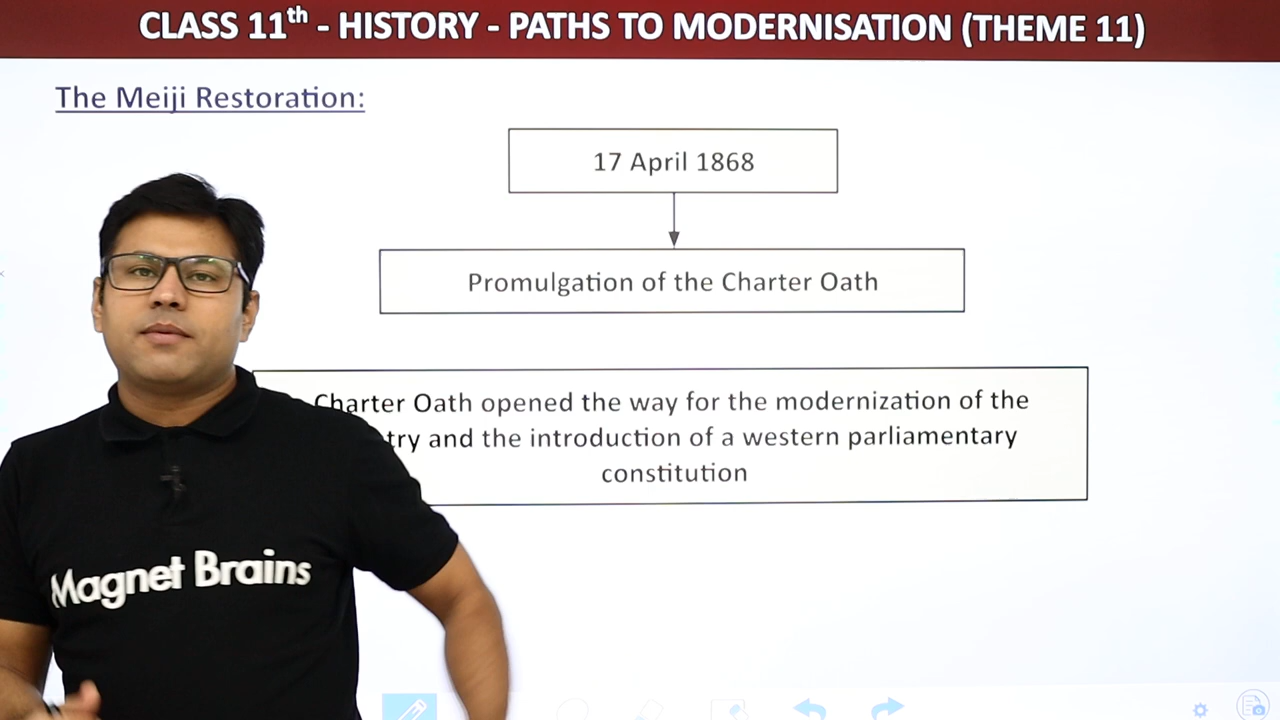 CLASS 11th - HISTORY - PATHS TO MODERNISATION (THEME 11)
The Meiji Restoration:
17 April 1868
Promulgation of the Charter Oath
Charter Oath opened the way for the modernization of the
and the introduction of a western parliamentary
constitution
Magnet Brains